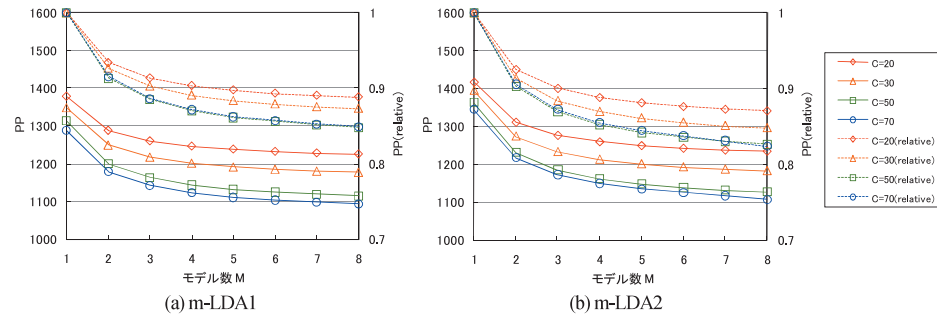 1600
1500
1400
1300
1200
1100
1000
PP
1
0.9
0.8
0.7
PP(relative)
1 2 3 4 5 6 7 8
モデル数 M
(a) m-LDA1
1600
1500
1400
1300
1200
1100
1000
PP
1
0.9
0.8
0.7
PP(relative)
1 2 3 4 5 6 7 8
モデル数 M
(b) m-LDA2
C=20
C=30
C=50
C=70
C=20(relative)
C=30(relative)
C=50(relative)
C=70(relative)